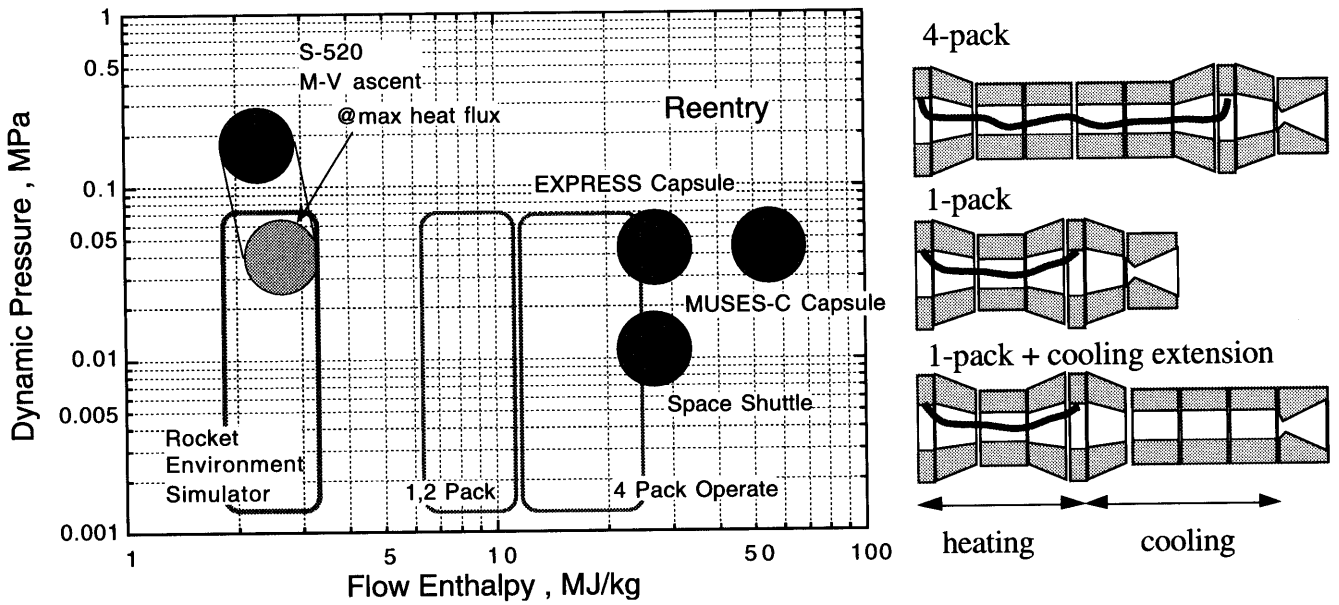 1
0.5
0.1
0.05
0.01
0.005
0.001
Dynamic Pressure , MPa
S-520
M-V ascent
@max heat flux
Reentry
EXPRESS Capsule
MUSES-C Capsule
Space Shuttle
Rocket
Environment
Simulator
1,2 Pack
4 Pack Operate
1
5
10
50
100
Flow Enthalpy , MJ/kg
4-pack
1-pack
1-pack + cooling extension
heating
cooling